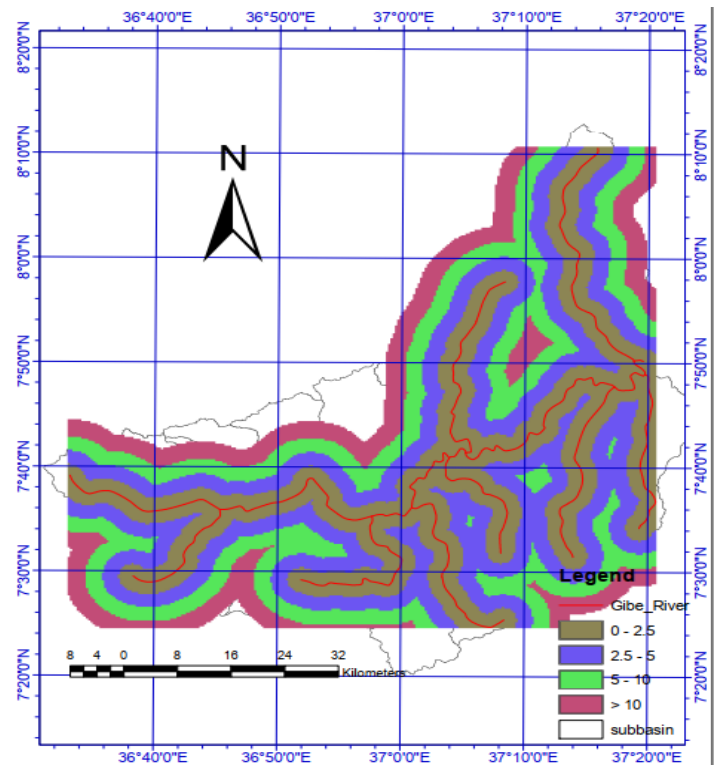 36°40'0"E 36°50'0"E 37°0'0"E 37°10'0"E 37°20'0"E
8°20'0"N 8°20'0"N
N
8°10'0"N 8°10'0"N
8°0'0"N 8°0'0"N
7°50'0"N 7°50'0"N
7°40'0"N 7°40'0"N
7°30'0"N 7°30'0"N
Legend
Gibe_River
0 - 2.5
2.5 - 5
5 - 10
> 10
subbasin
8 4 0 8 16 24 32
Kilometers
7°20'0"N 7°20'0"N
36°40'0"E 36°50'0"E 37°0'0"E 37°10'0"E 37°20'0"E